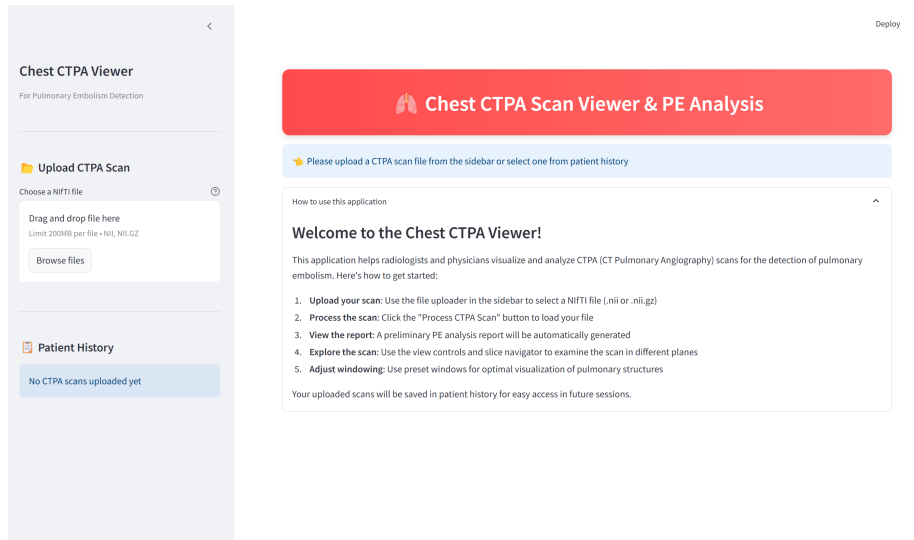 Deploy
Chest CTPA Viewer
For Pulmonary Embolism Detection
Upload CTPA Scan
Choose a NIfTI file
Drag and drop file here
Limit 200MB per file • NII, NII.GZ
Browse files
Patient History
No CTPA scans uploaded yet
Chest CTPA Scan Viewer & PE Analysis
Please upload a CTPA scan file from the sidebar or select one from patient history
How to use this application
Welcome to the Chest CTPA Viewer!
This application helps radiologists and physicians visualize and analyze CTPA (CT Pulmonary Angiography) scans for the detection of pulmonary
embolism. Here's how to get started:
1. Upload your scan: Use the file uploader in the sidebar to select a NIfTI file (.nii or .nii.gz)
2. Process the scan: Click the "Process CTPA Scan" button to load your file
3. View the report: A preliminary PE analysis report will be automatically generated
4. Explore the scan: Use the view controls and slice navigator to examine the scan in different planes
5. Adjust windowing: Use preset windows for optimal visualization of pulmonary structures
Your uploaded scans will be saved in patient history for easy access in future sessions.